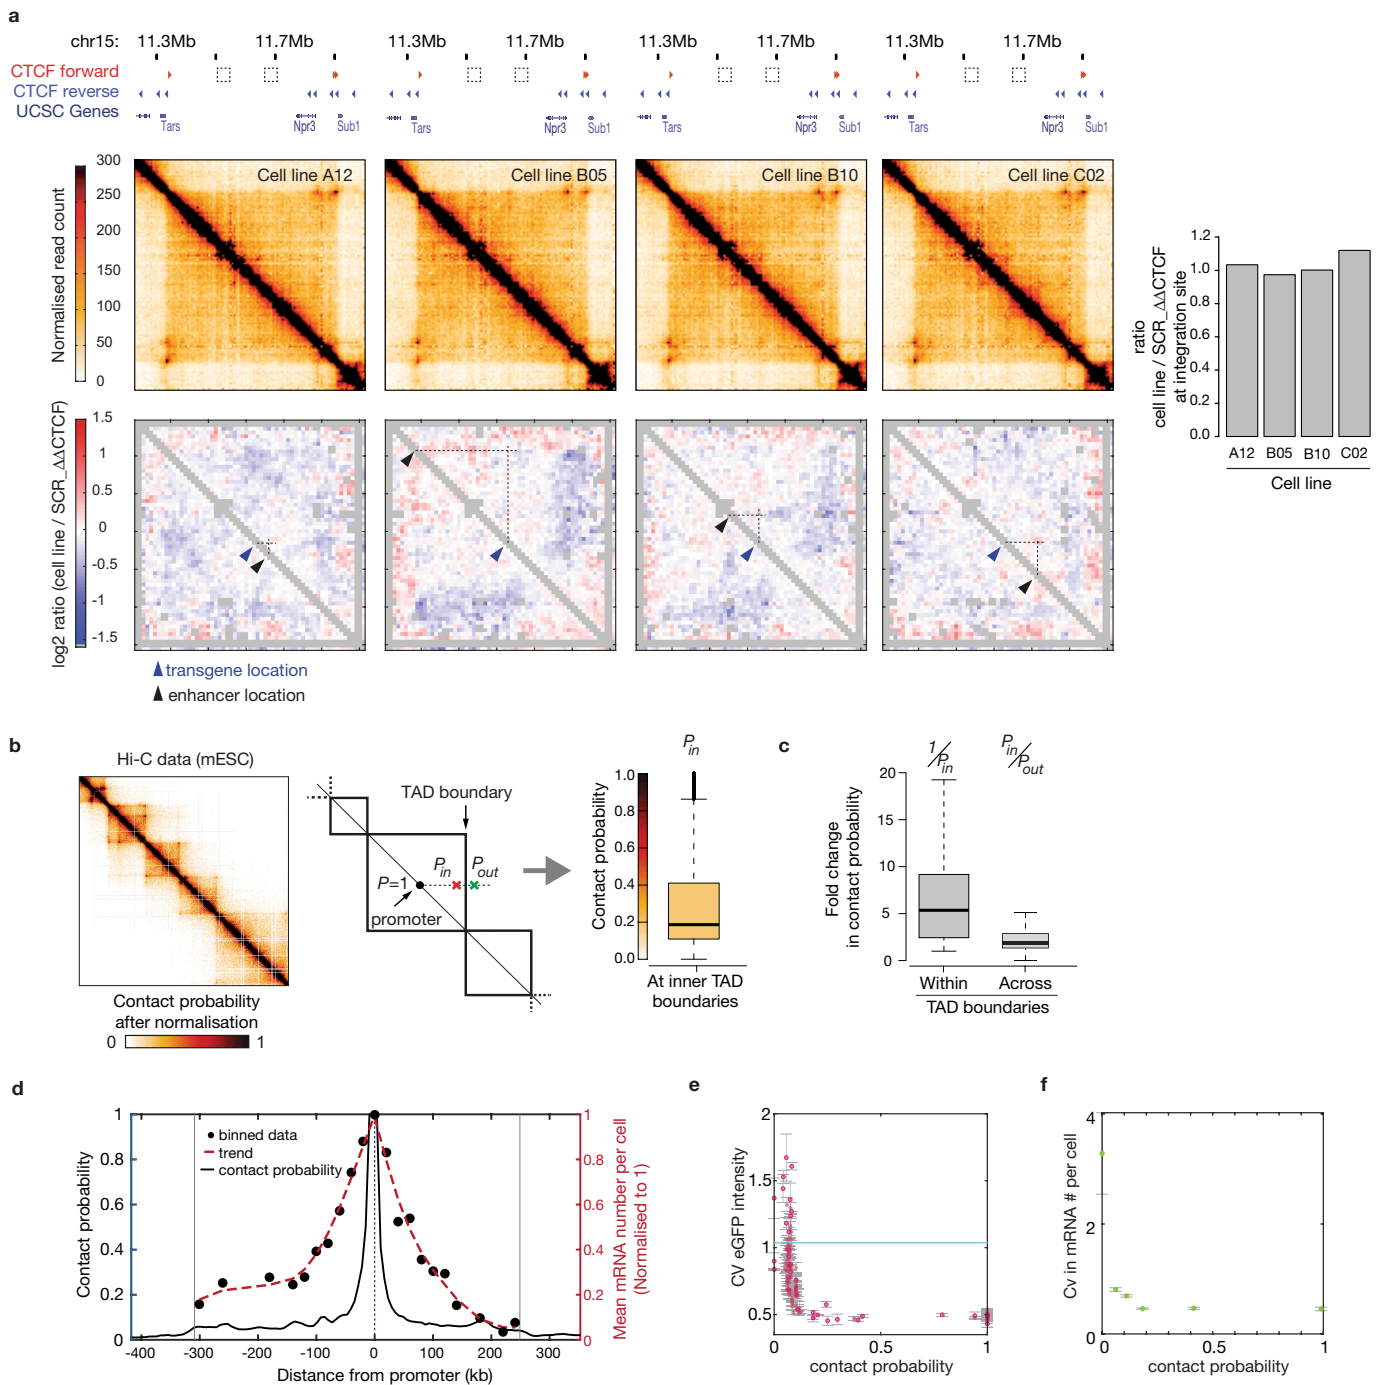 a
chr15:
11.3Mb 11.7Mb 11.3Mb 11.7Mb 11.3Mb 11.7Mb 11.3Mb 11.7Mb
CTCF forward
CTCF reverse
UCSC Genes
Tars Npr3 Sub1 Tars Npr3 Sub1 Tars Npr3 Sub1 Tars Npr3 Sub1
Normalised read count
300
250
200
150
100
50
0
Cell line A12
Cell line B05
Cell line B10
Cell line C02
ratio
cell line / SCR_ΔΔCTCF
at integration site
1.2
1.0
0.8
0.6
0.4
0.2
0.0
A12 B05 B10 C02
Cell line
log2 ratio (cell line / SCR_ΔΔCTCF)
1.5
1
0.5
0
-0.5
-1
-1.5
transgene location
enhancer location
b
Hi-C data (mESC)
Contact probability
after normalisation
0 1
TAD boundary
Pin Pout
P=1
promoter
Pin
Contact probability
1.0
0.8
0.6
0.4
0.2
0.0
At inner TAD
boundaries
c
1/Pin Pin/Pout
Fold change
in contact probability
20
15
10
5
0
Within Across
TAD boundaries
d
Contact probability
1
0.8
0.6
0.4
0.2
0
binned data
trend
contact probability
1
0.8
0.6
0.4
0.2
0
Mean mRNA number per cell
(Normalised to 1)
-400 -300 -200 -100 0 100 200 300
Distance from promoter (kb)
e
CV eGFP intensity
2
1.5
1
0.5
0 0.5 1
contact probability
f
Cv in mRNA # per cell
4
2
0
0 0.5 1
contact probability